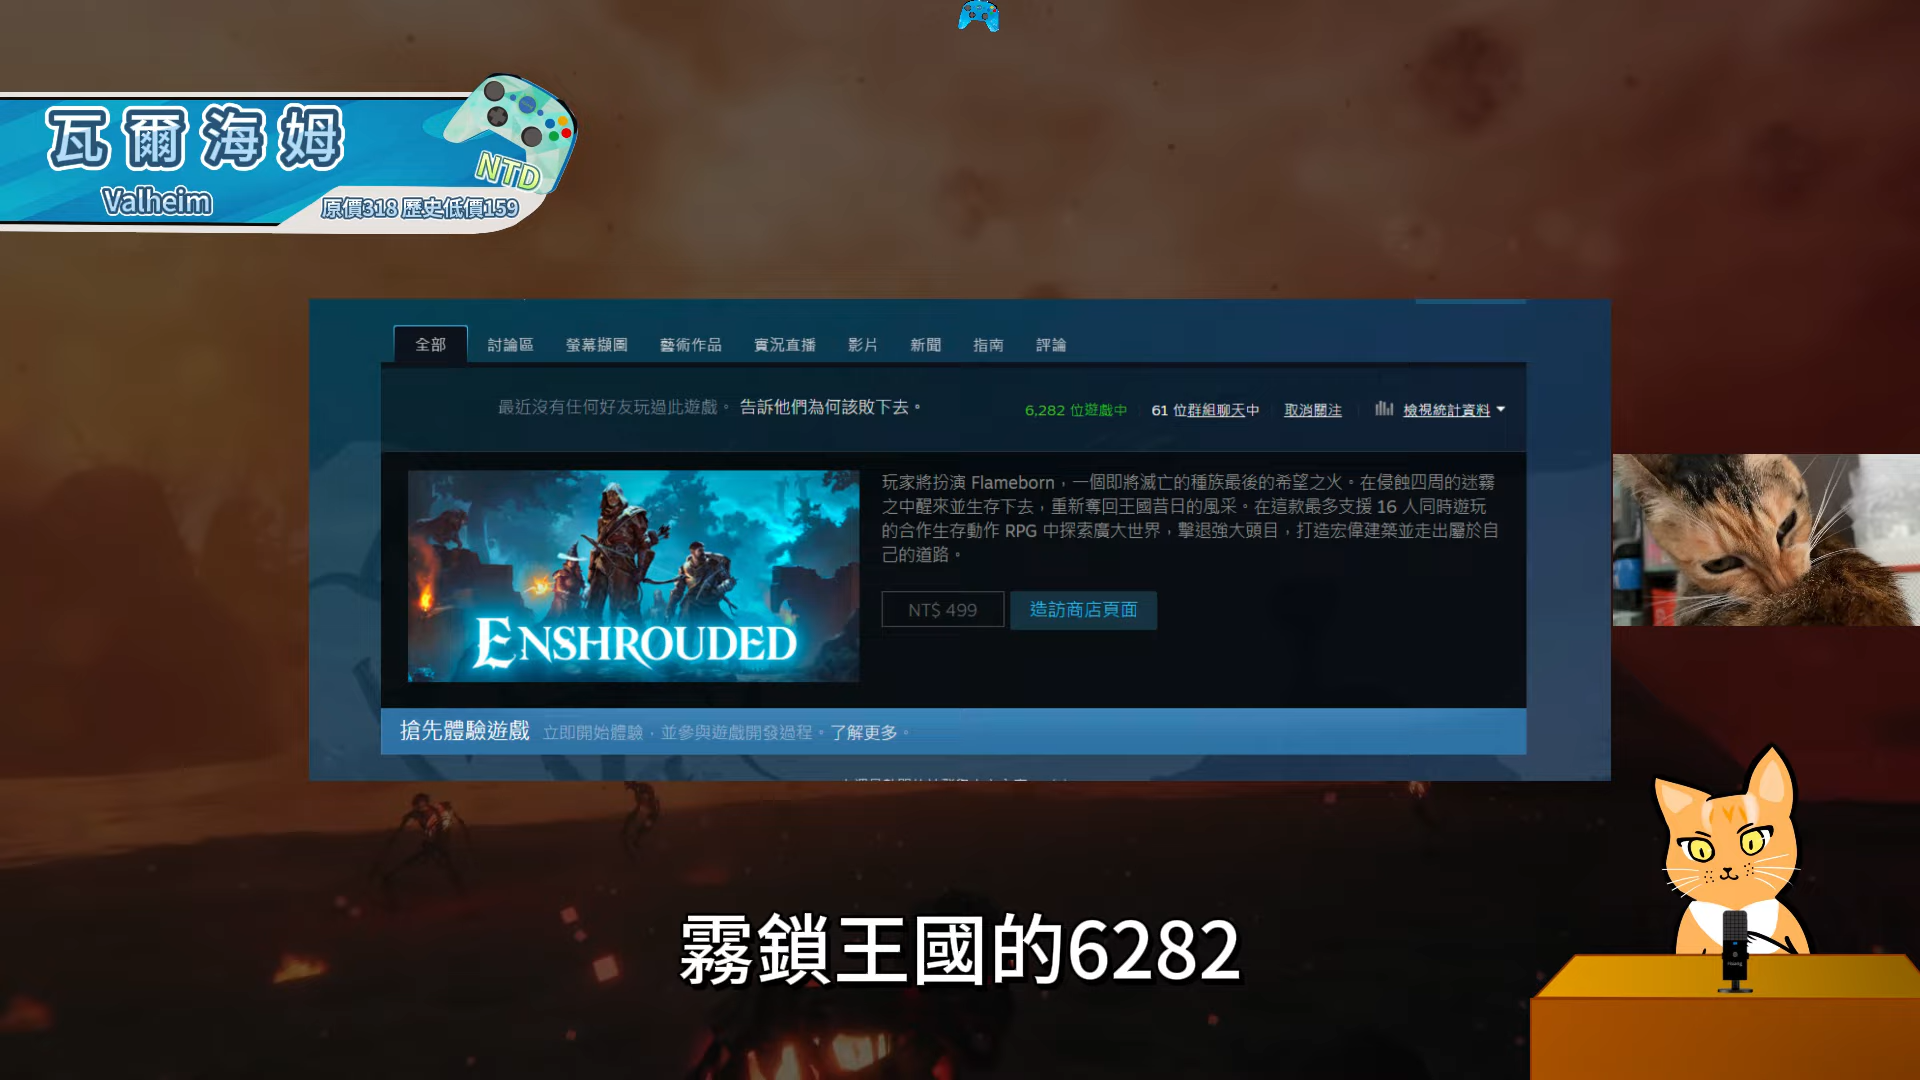 瓦爾海姆
Valheim
NTD
原價318 歷史低價159
全部 討論區 螢幕擷圖 藝術作品 實況直播 影片 新聞 指南 評論
最近沒有任何好友玩過此遊戲。告訴他們為何該敗下去。 6,282 位遊戲中 61 位群組聊天中 取消關注 檢視統計資料
玩家將扮演 Flameborn，一個即將滅亡的種族最後的希望之火。在侵蝕四周的迷霧
之中醒來並生存下去，重新奪回王國昔日的風采。在這款最多支援 16 人同時遊玩
的合作生存動作 RPG 中探索廣大世界，擊退強大頭目，打造宏偉建築並走出屬於自
己的道路。
NT$ 499 造訪商店頁面
ENSHROUDED
搶先體驗遊戲 立即開始體驗，並參與遊戲開發過程。了解更多。
霧鎖王國的6282